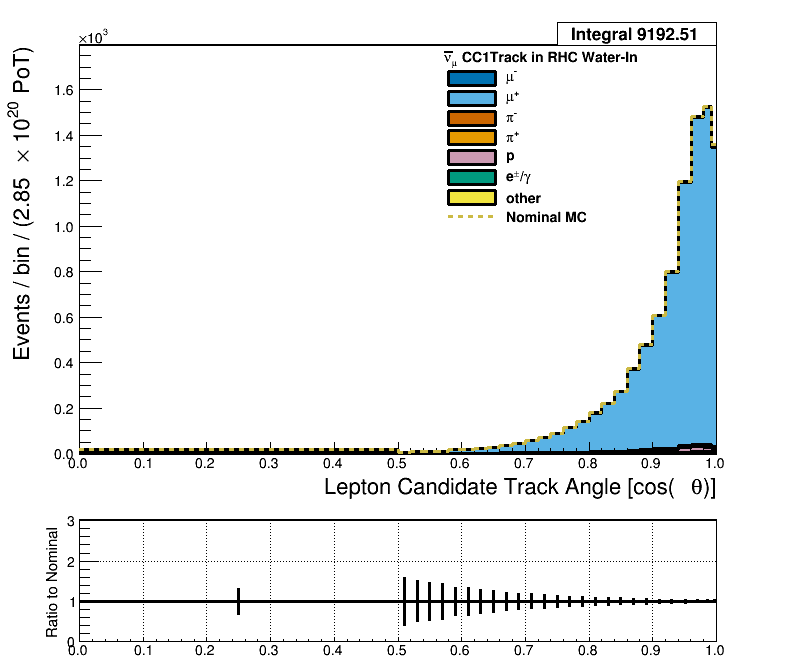 Integral 9192.51
×10³
ν̄μ CC1Track in RHC Water-In
μ⁻
μ⁺
π⁻
π⁺
p
e±/γ
other
Nominal MC
Events / bin / (2.85 × 10²⁰ PoT)
1.6
1.4
1.2
1.0
0.8
0.6
0.4
0.2
0.0
0.0 0.1 0.2 0.3 0.4 0.5 0.6 0.7 0.8 0.9 1.0
Lepton Candidate Track Angle [cos( θ)]
Ratio to Nominal
3
2
1
0
0.0 0.1 0.2 0.3 0.4 0.5 0.6 0.7 0.8 0.9 1.0